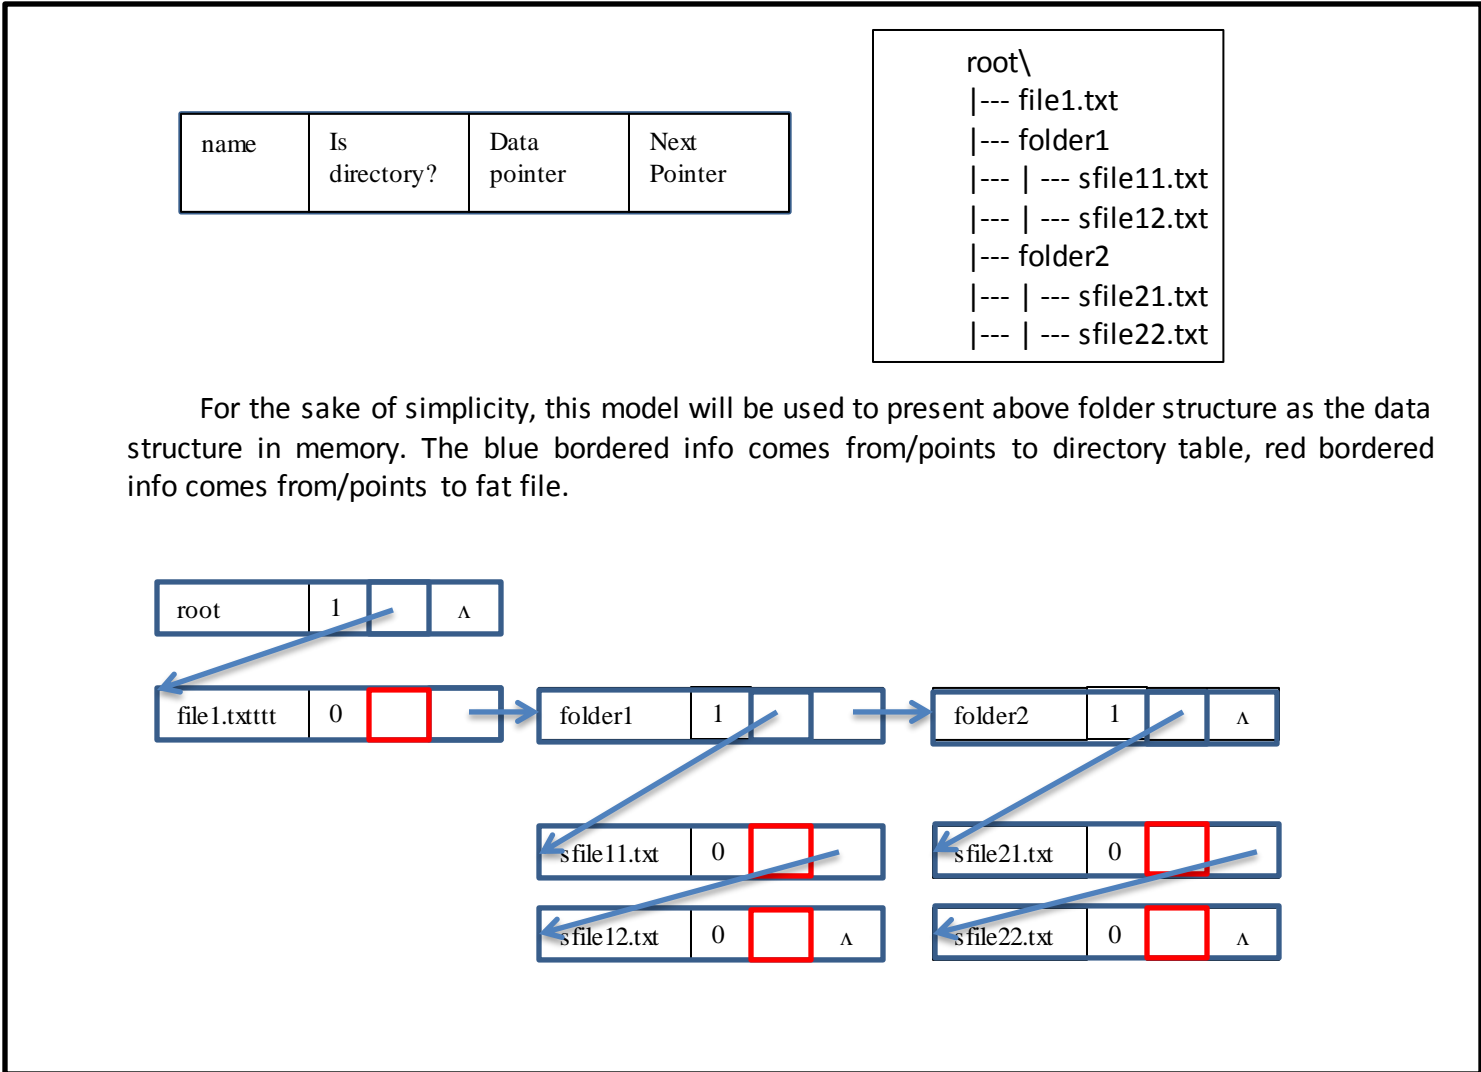 name
Is
directory?
Data
pointer
Next
Pointer
root\
|--- file1.txt
|--- folder1
|--- | --- sfile11.txt
|--- | --- sfile12.txt
|--- folder2
|--- | --- sfile21.txt
|--- | --- sfile22.txt
For the sake of simplicity, this model will be used to present above folder structure as the data
structure in memory. The blue bordered info comes from/points to directory table, red bordered
info comes from/points to fat file.
root 1 ʌ
file1.txtttt 0
folder1 1
folder2 1 ʌ
sfile11.txt 0
sfile21.txt 0
sfile12.txt 0 ʌ
sfile22.txt 0 ʌ